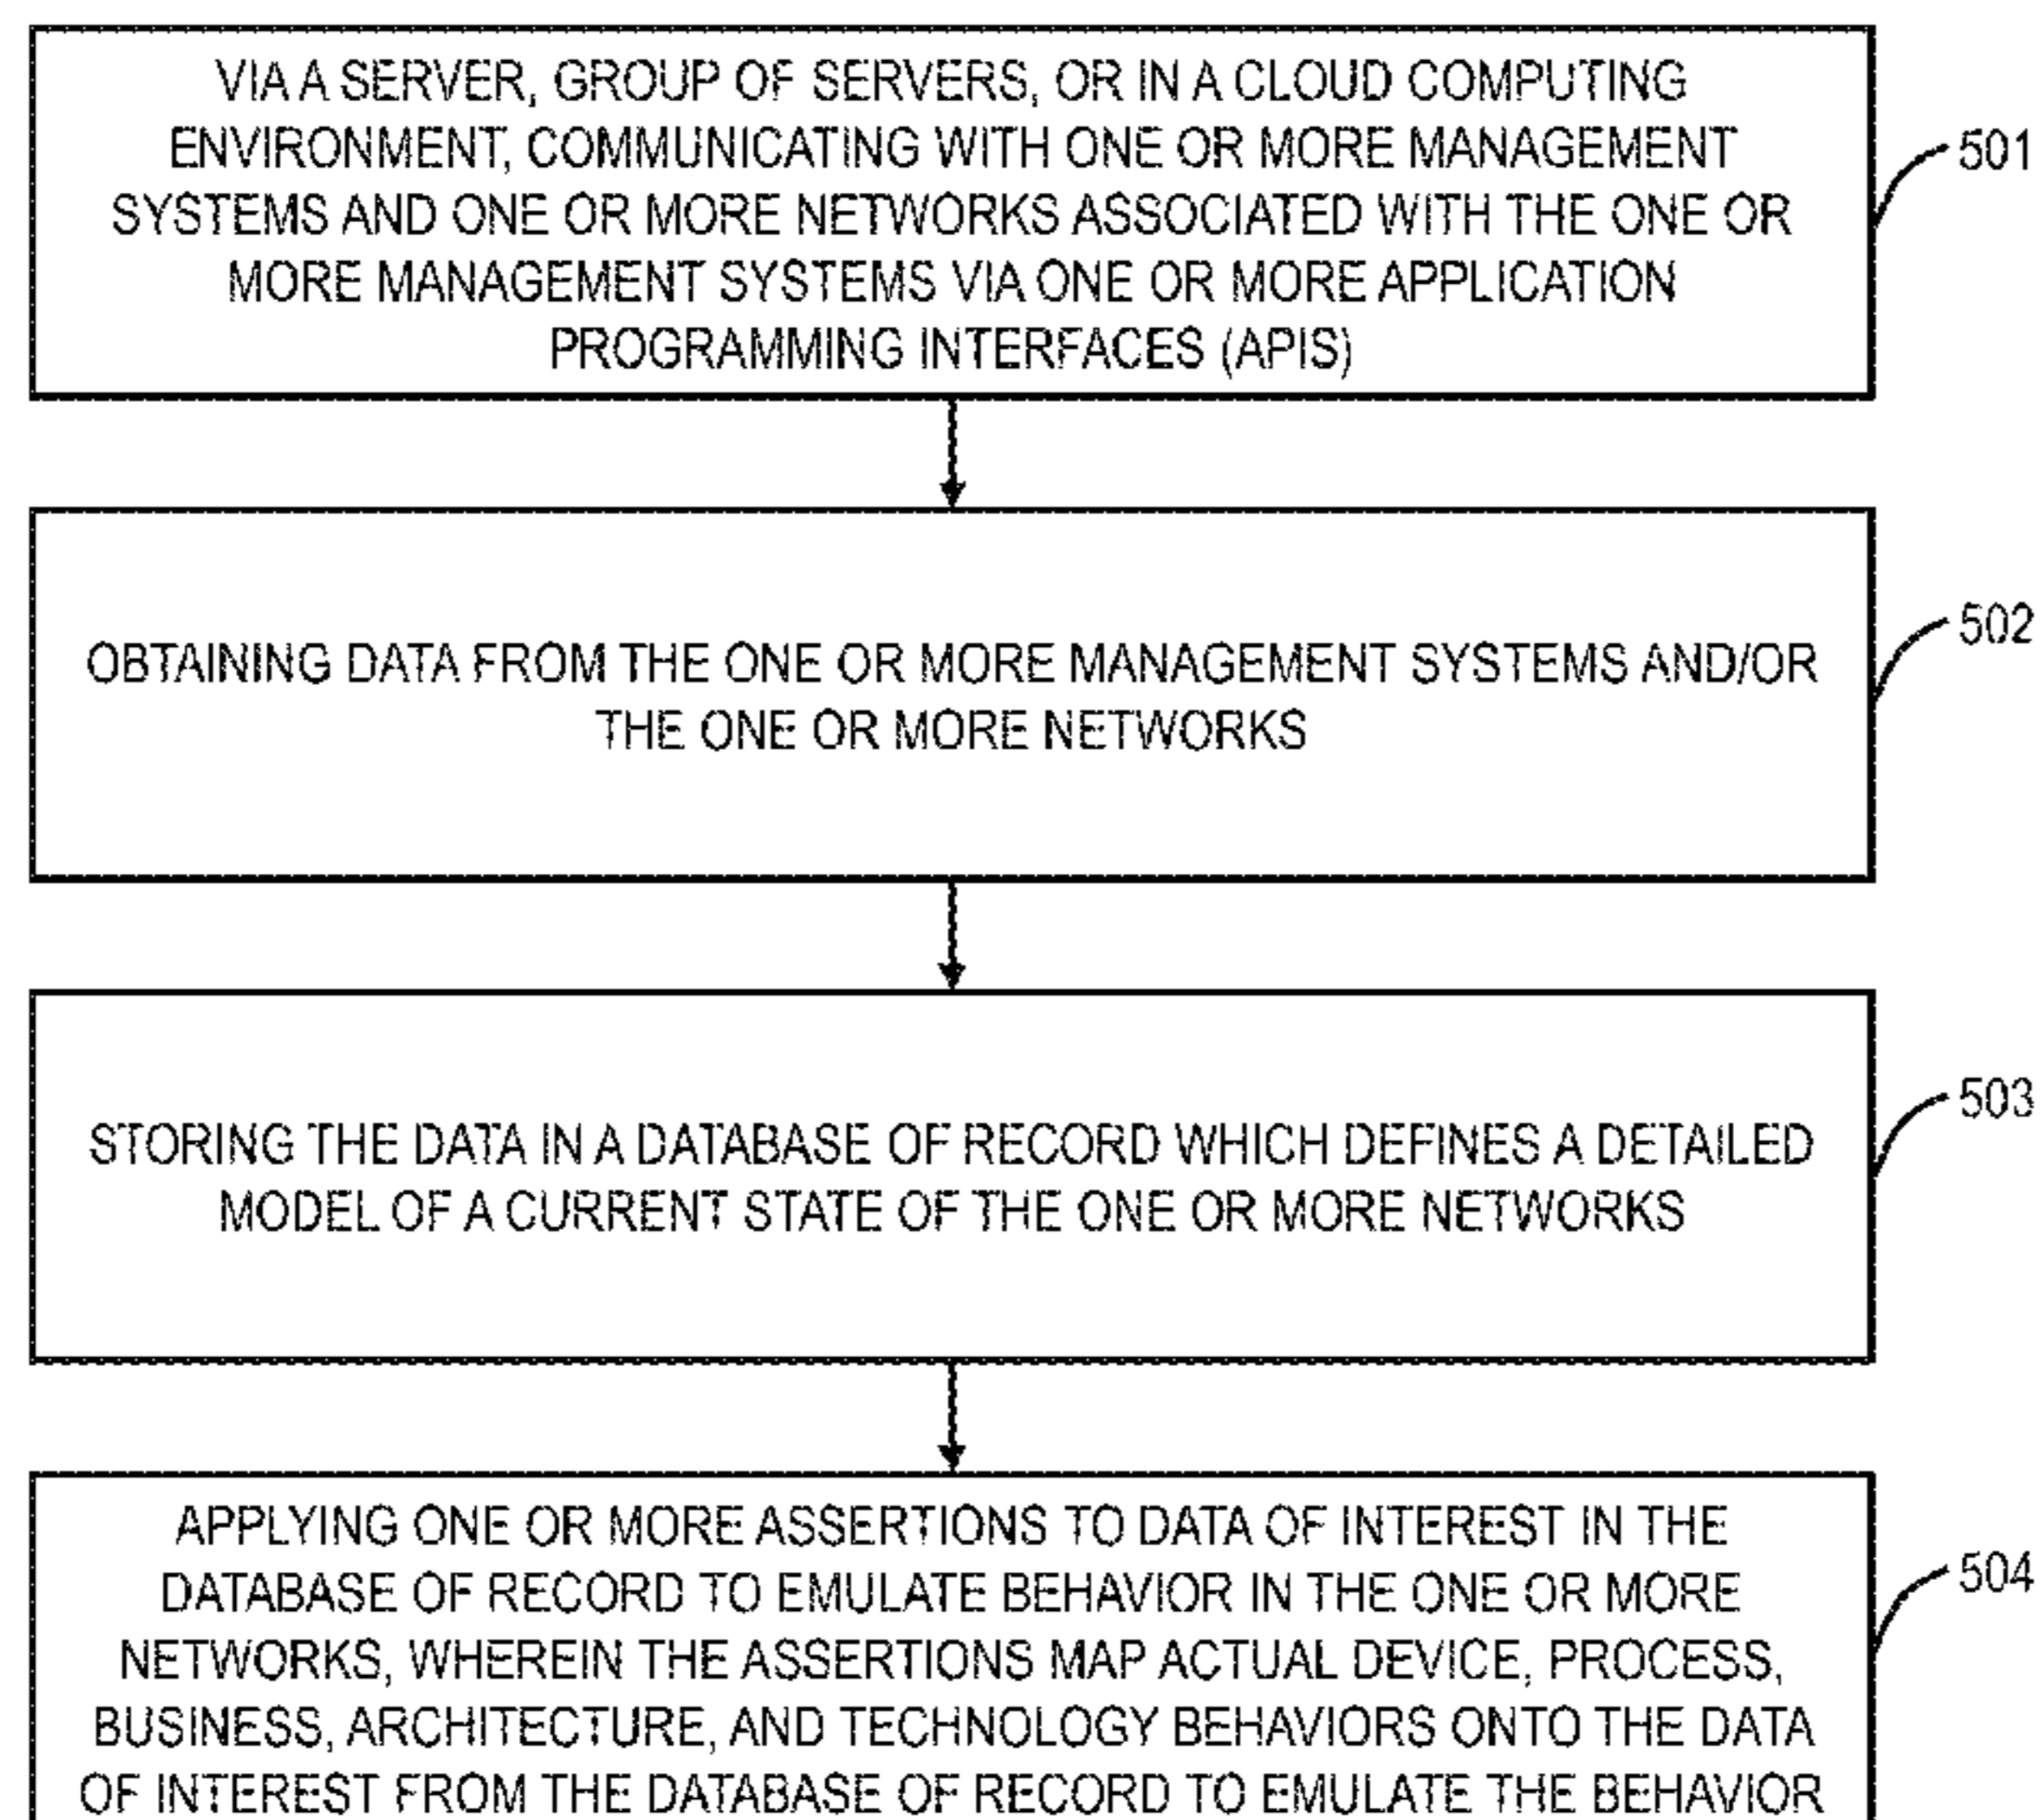 VIA A SERVER, GROUP OF SERVERS, OR IN A CLOUD COMPUTING
ENVIRONMENT, COMMUNICATING WITH ONE OR MORE MANAGEMENT
SYSTEMS AND ONE OR MORE NETWORKS ASSOCIATED WITH THE ONE OR
MORE MANAGEMENT SYSTEMS VIA ONE OR MORE APPLICATION
PROGRAMMING INTERFACES (APIS)
501
OBTAINING DATA FROM THE ONE OR MORE MANAGEMENT SYSTEMS AND/OR
THE ONE OR MORE NETWORKS
502
STORING THE DATA IN A DATABASE OF RECORD WHICH DEFINES A DETAILED
MODEL OF A CURRENT STATE OF THE ONE OR MORE NETWORKS
503
APPLYING ONE OR MORE ASSERTIONS TO DATA OF INTEREST IN THE
DATABASE OF RECORD TO EMULATE BEHAVIOR IN THE ONE OR MORE
NETWORKS, WHEREIN THE ASSERTIONS MAP ACTUAL DEVICE, PROCESS,
BUSINESS, ARCHITECTURE, AND TECHNOLOGY BEHAVIORS ONTO THE DATA
OF INTEREST FROM THE DATABASE OF RECORD TO EMULATE THE BEHAVIOR
504